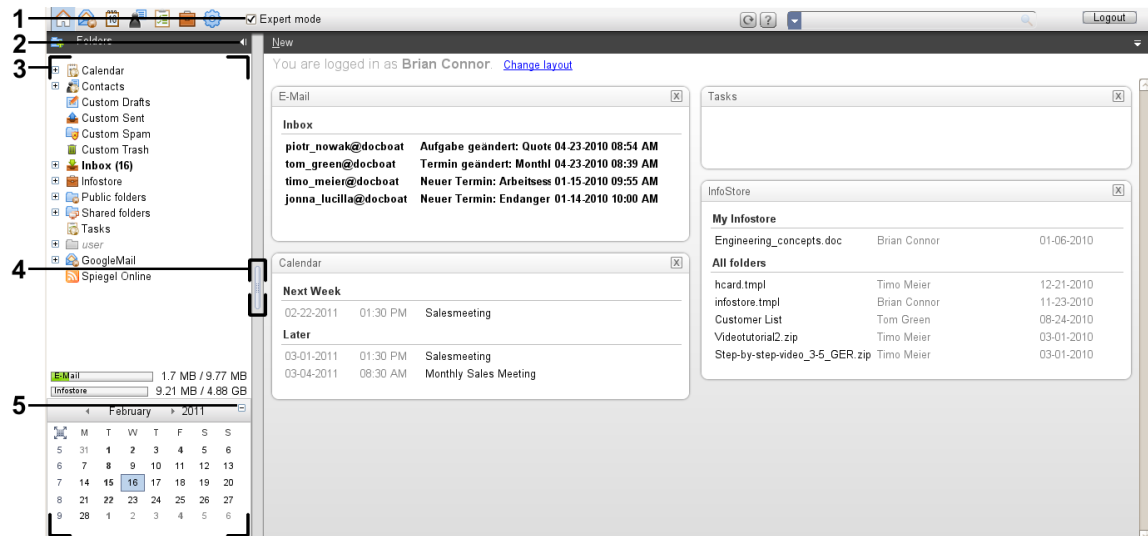 1 Expert mode Logout
2 Folders New
3
You are logged in as Brian Connor. Change layout
Calendar
Contacts
Custom Drafts
Custom Sent
Custom Spam
Custom Trash
Inbox (16)
Infostore
Public folders
Shared folders
Tasks
user
GoogleMail
Spiegel Online
4
E-Mail 1.7 MB / 9.77 MB
Infostore 9.21 MB / 4.88 GB
5
February 2011
M T W T F S S
5 31 1 2 3 4 5 6
6 7 8 9 10 11 12 13
7 14 15 16 17 18 19 20
8 21 22 23 24 25 26 27
9 28 1 2 3 4 5 6
E-Mail X
Inbox
piotr_nowak@docboat Aufgabe geändert: Quote 04-23-2010 08:54 AM
tom_green@docboat Termin geändert: Monthl 04-23-2010 08:39 AM
timo_meier@docboat Neuer Termin: Arbeitsess 01-15-2010 09:55 AM
jonna_lucilla@docboat Neuer Termin: Endanger 01-14-2010 10:00 AM
Calendar X
Next Week
02-22-2011 01:30 PM Salesmeeting
Later
03-01-2011 01:30 PM Salesmeeting
03-04-2011 08:30 AM Monthly Sales Meeting
Tasks X
InfoStore X
My Infostore
Engineering_concepts.doc Brian Connor 01-06-2010
All folders
hcard.tmpl Timo Meier 12-21-2010
infostore.tmpl Brian Connor 11-23-2010
Customer List Tom Green 08-24-2010
Videotutorial2.zip Timo Meier 03-01-2010
Step-by-step-video_3-5_GER.zip Timo Meier 03-01-2010